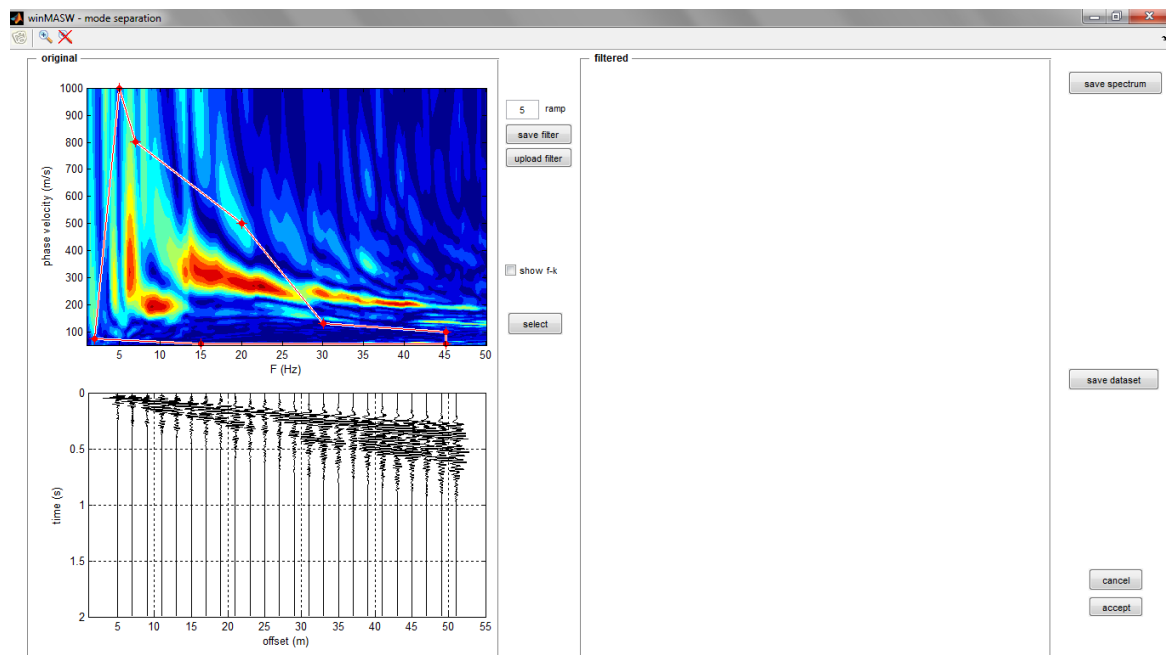 winMASW - mode separation
original
filtered
1000
900
800
700
600
500
400
300
200
100
phase velocity (m/s)
5 10 15 20 25 30 35 40 45 50
F (Hz)
5 ramp
save filter
upload filter
show f-k
select
save spectrum
0
0.5
1
1.5
2
time (s)
5 10 15 20 25 30 35 40 45 50 55
offset (m)
save dataset
cancel
accept